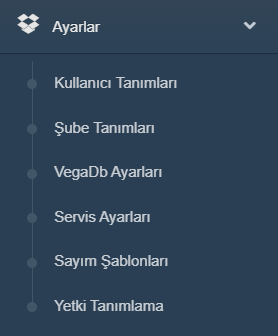 Ayarlar
Kullanıcı Tanımları
Şube Tanımları
VegaDb Ayarları
Servis Ayarları
Sayım Şablonları
Yetki Tanımlama